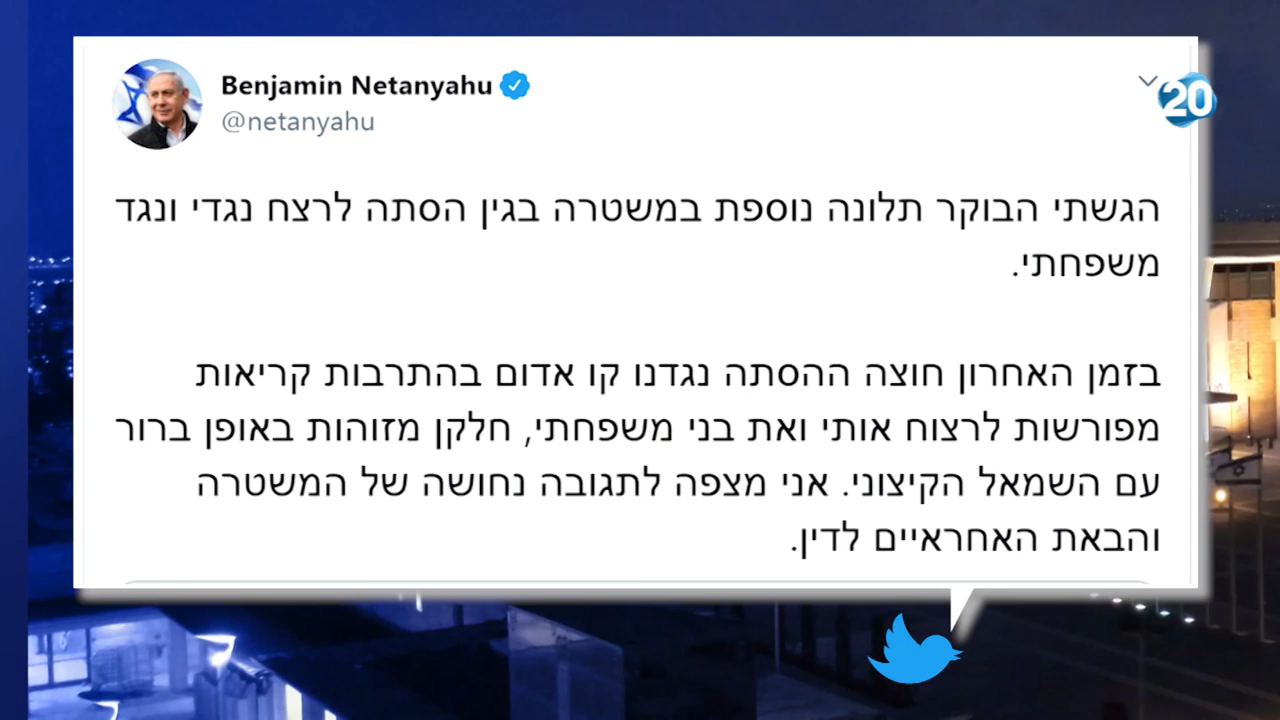 Benjamin Netanyahu
@netanyahu
20
הגשתי הבוקר תלונה נוספת במשטרה בגין הסתה לרצח נגדי ונגד
משפחתי.
בזמן האחרון חוצה ההסתה נגדנו קו אדום בהתרבות קריאות
מפורשות לרצוח אותי ואת בני משפחתי, חלקן מזוהות באופן ברור
עם השמאל הקיצוני. אני מצפה לתגובה נחושה של המשטרה
והבאת האחראיים לדין.